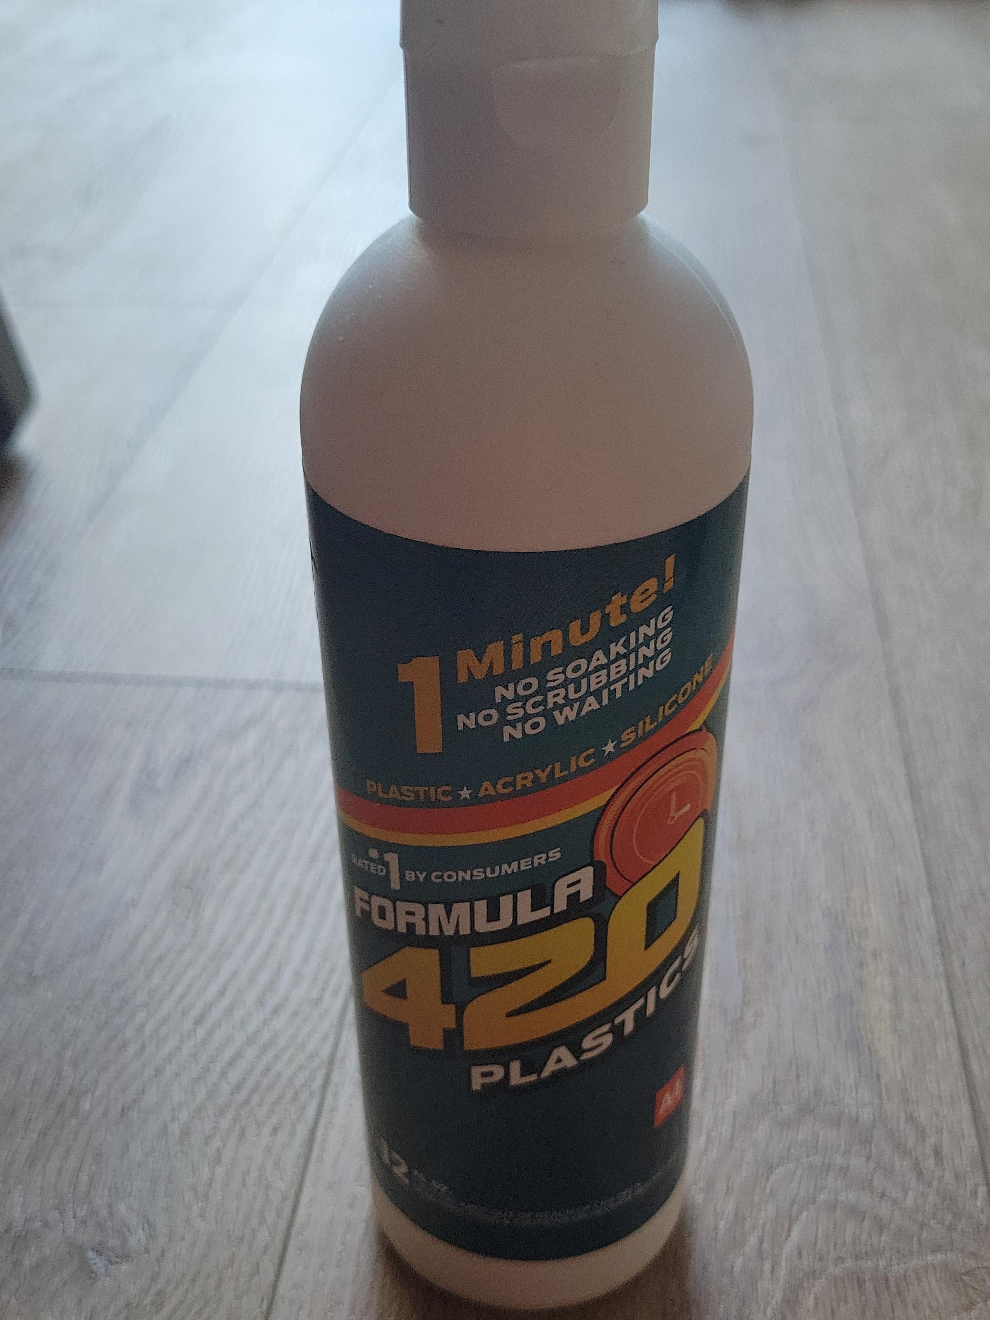 1 Minute!
NO SOAKING
NO SCRUBBING
NO WAITING
PLASTIC ★ ACRYLIC ★ SILICONE
RATED #1 BY CONSUMERS
FORMULA
420
PLASTICS
12